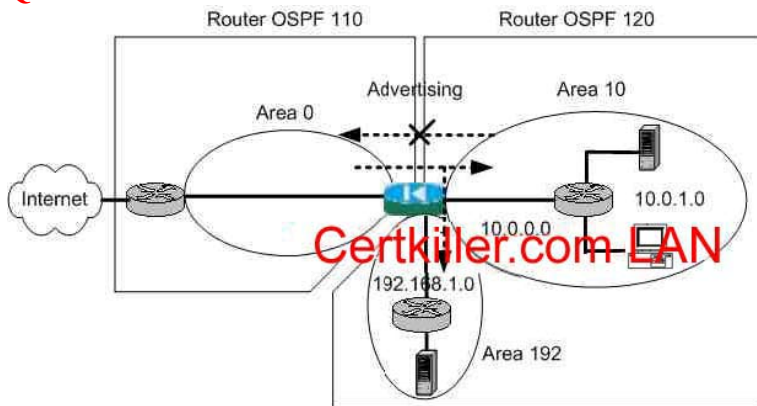 Router OSPF 110
Router OSPF 120
Advertising
Area 0
Area 10
Internet
10.0.1.0
10.0.0.0
Certkiller.com LAN
192.168.1.0
Area 192